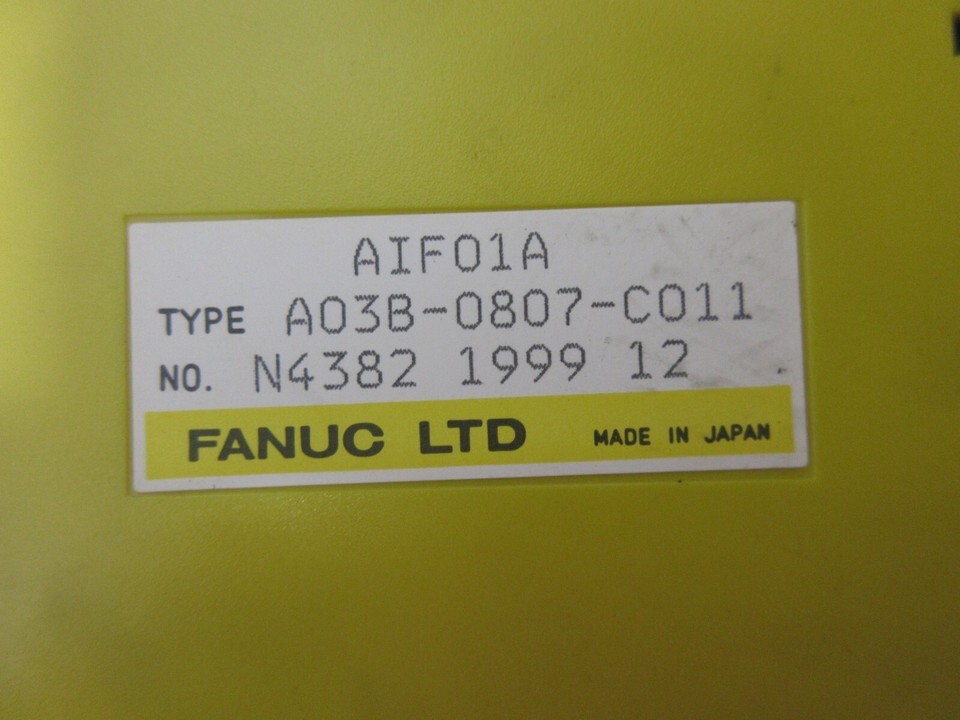 AIF01A
TYPE A03B-0807-C011
NO. N4382 1999 12
FANUC LTD MADE IN JAPAN